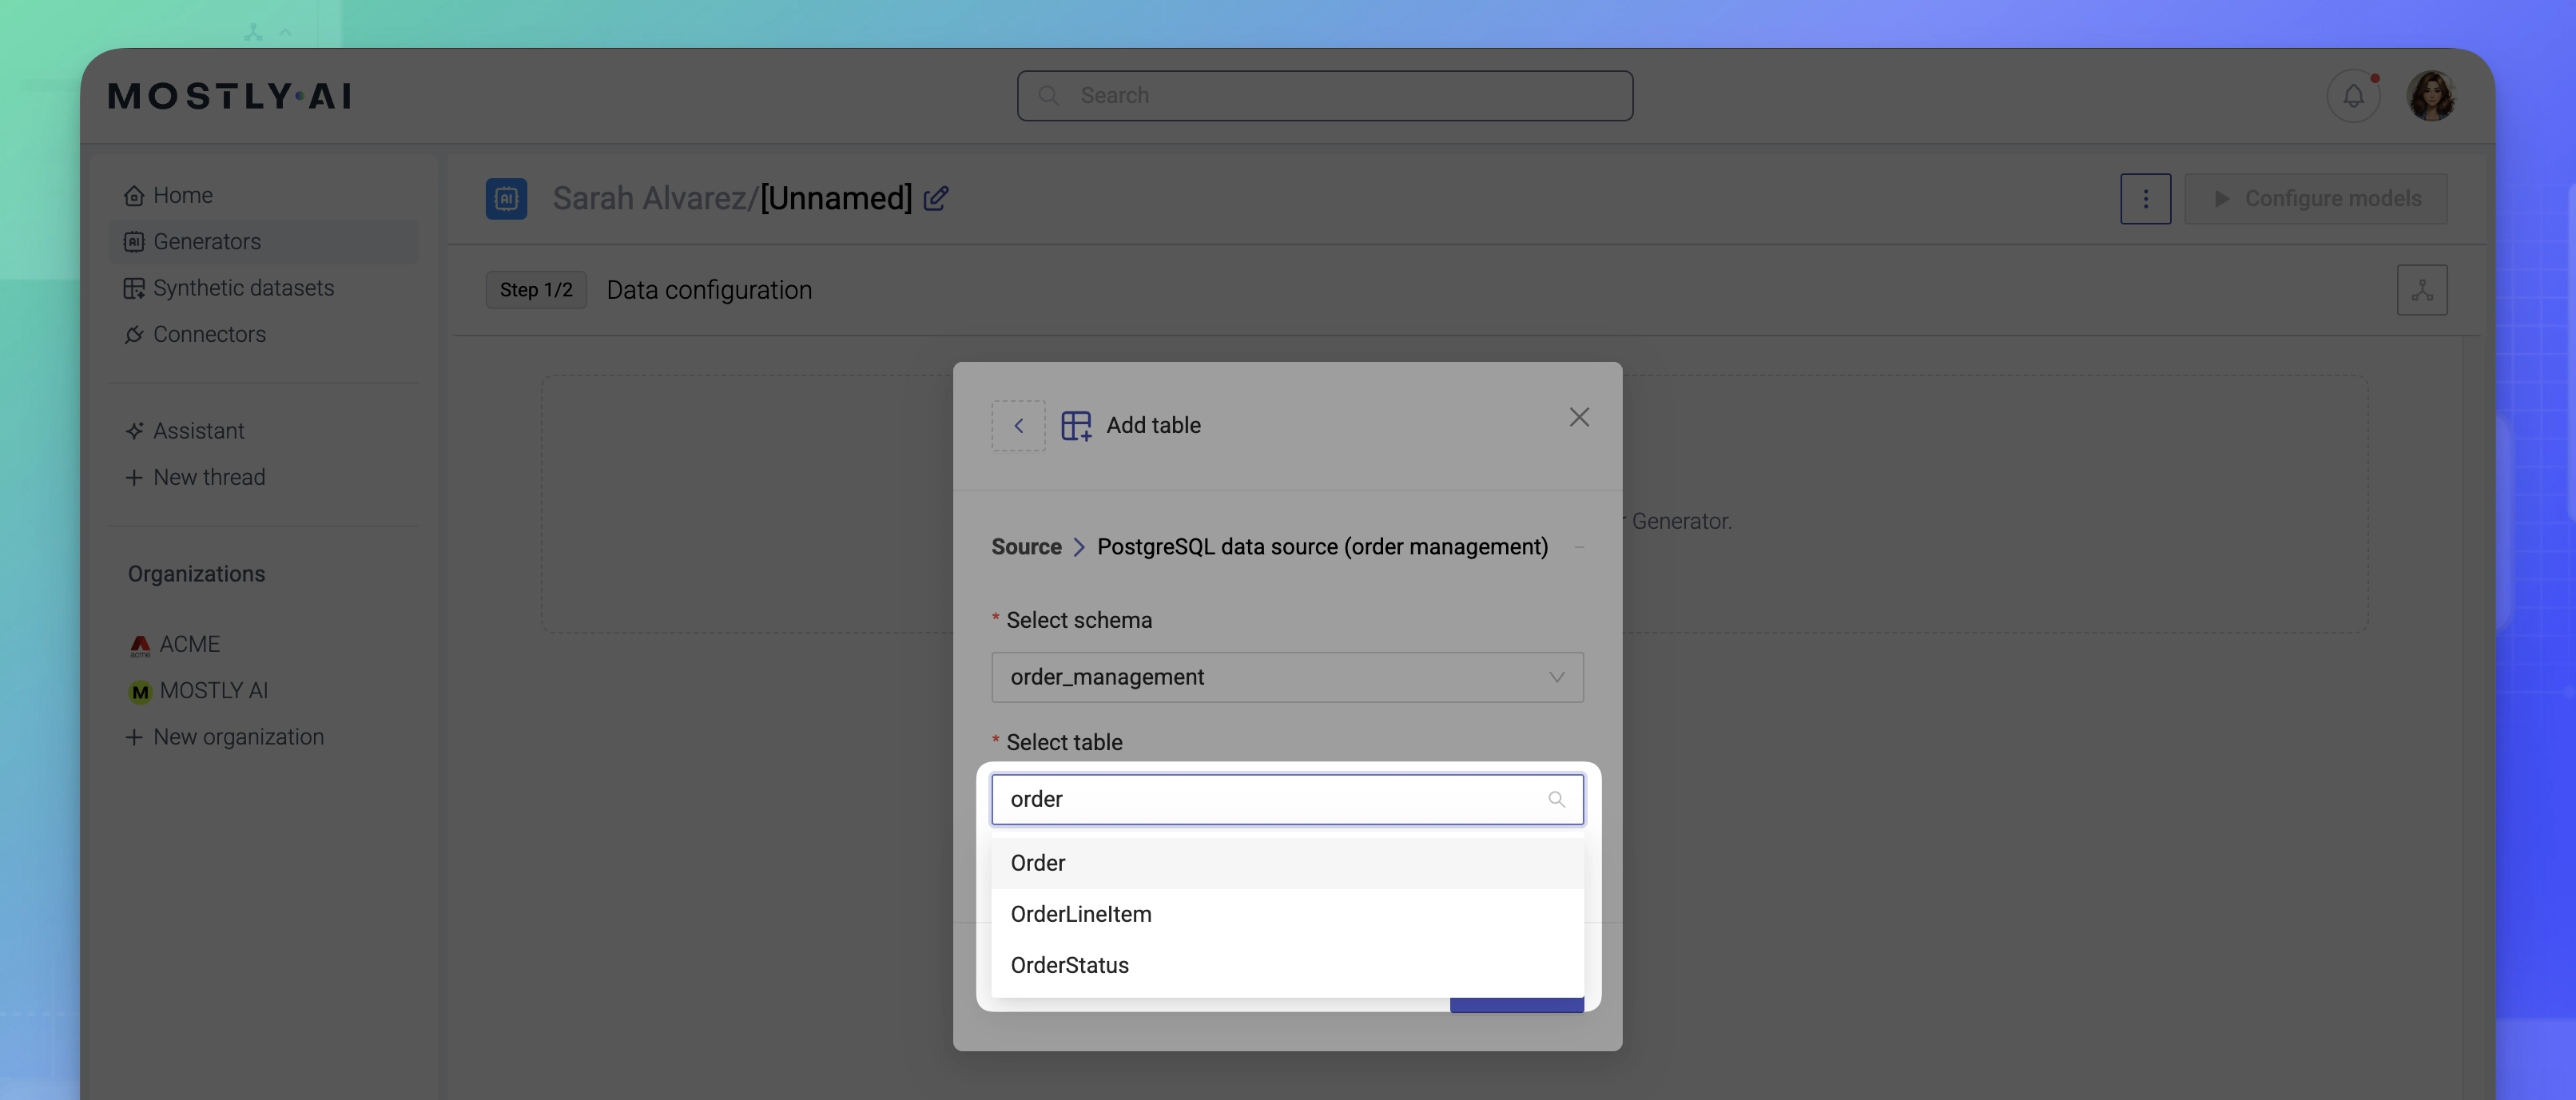 MOSTLY AI
Search
Home
Generators
Synthetic datasets
Connectors
Assistant
New thread
Organizations
ACME
MOSTLY AI
New organization
Sarah Alvarez/[Unnamed]
Configure models
Step 1/2 Data configuration
Generator.
Add table
Source > PostgreSQL data source (order management)
* Select schema
order_management
* Select table
order
Order
OrderLineItem
OrderStatus